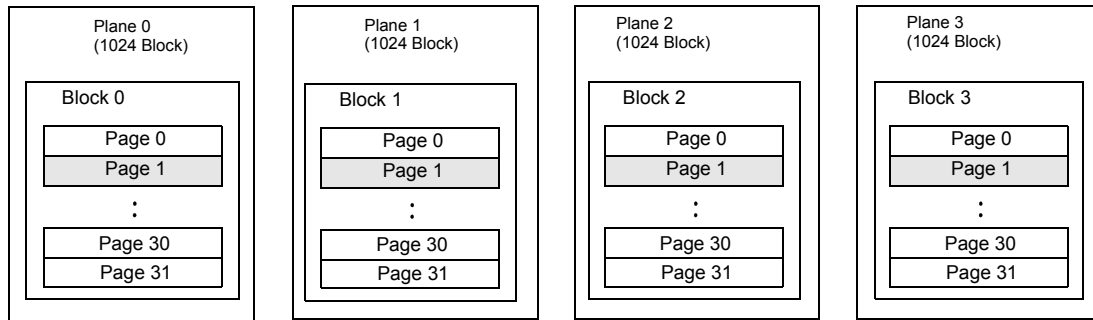 Plane 0
(1024 Block)
Block 0
Page 0
Page 1
:
Page 30
Page 31
Plane 1
(1024 Block)
Block 1
Page 0
Page 1
:
Page 30
Page 31
Plane 2
(1024 Block)
Block 2
Page 0
Page 1
:
Page 30
Page 31
Plane 3
(1024 Block)
Block 3
Page 0
Page 1
:
Page 30
Page 31